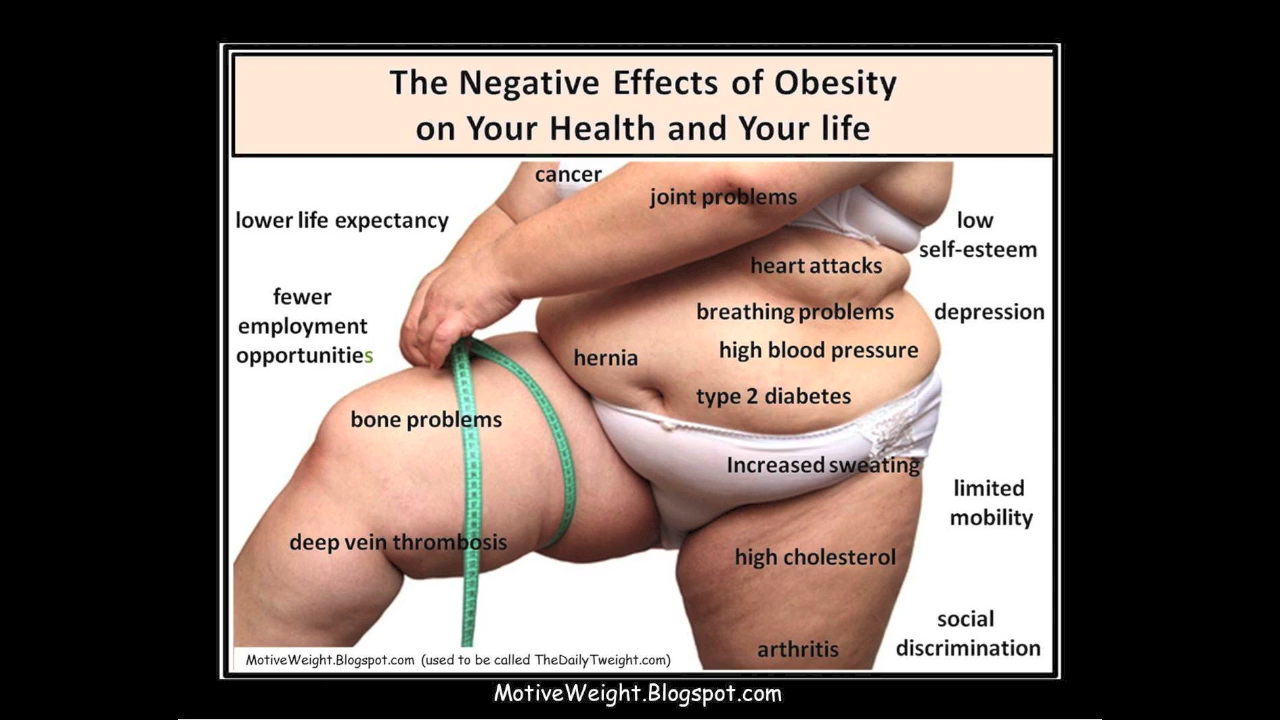 The Negative Effects of Obesity
on Your Health and Your life
cancer
joint problems
lower life expectancy
low
self-esteem
heart attacks
fewer
employment
opportunities
breathing problems
depression
hernia
high blood pressure
type 2 diabetes
bone problems
Increased sweating
limited
mobility
deep vein thrombosis
high cholesterol
social
discrimination
arthritis
MotiveWeight.Blogspot.com (used to be called TheDailyTweight.com)
MotiveWeight.Blogspot.com